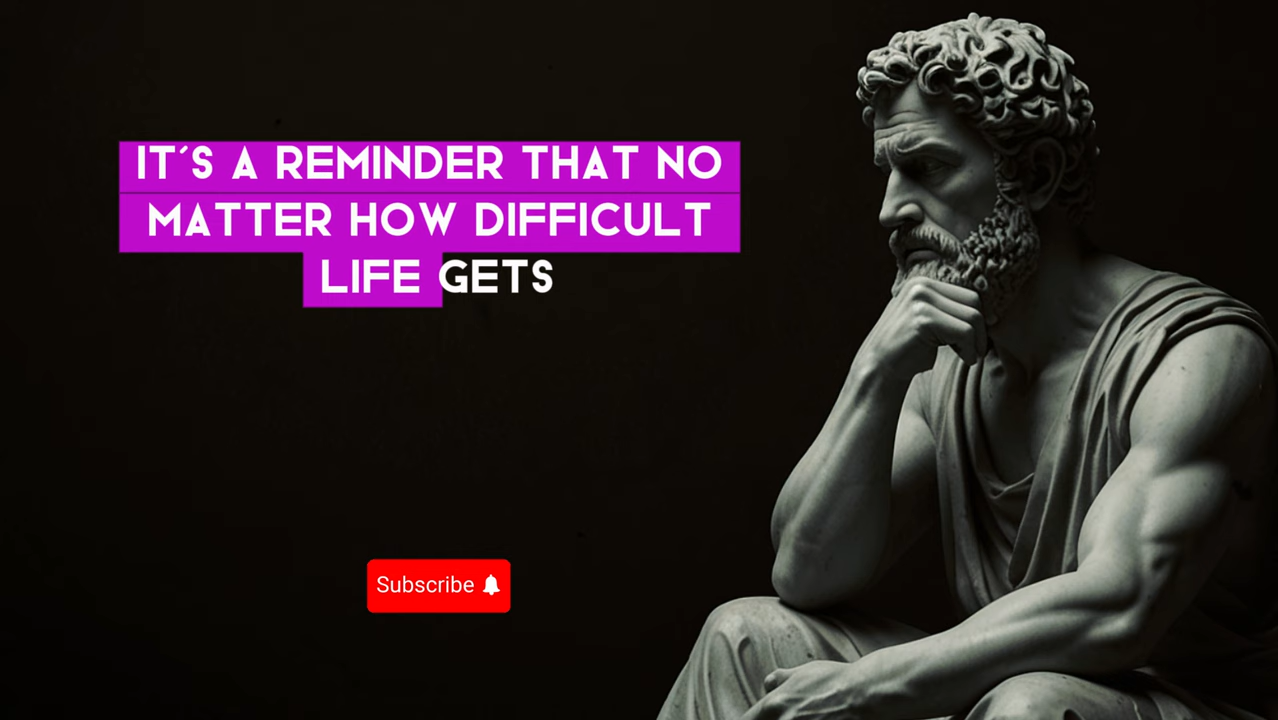 IT´S A REMINDER THAT NO
MATTER HOW DIFFICULT
LIFE GETS
Subscribe